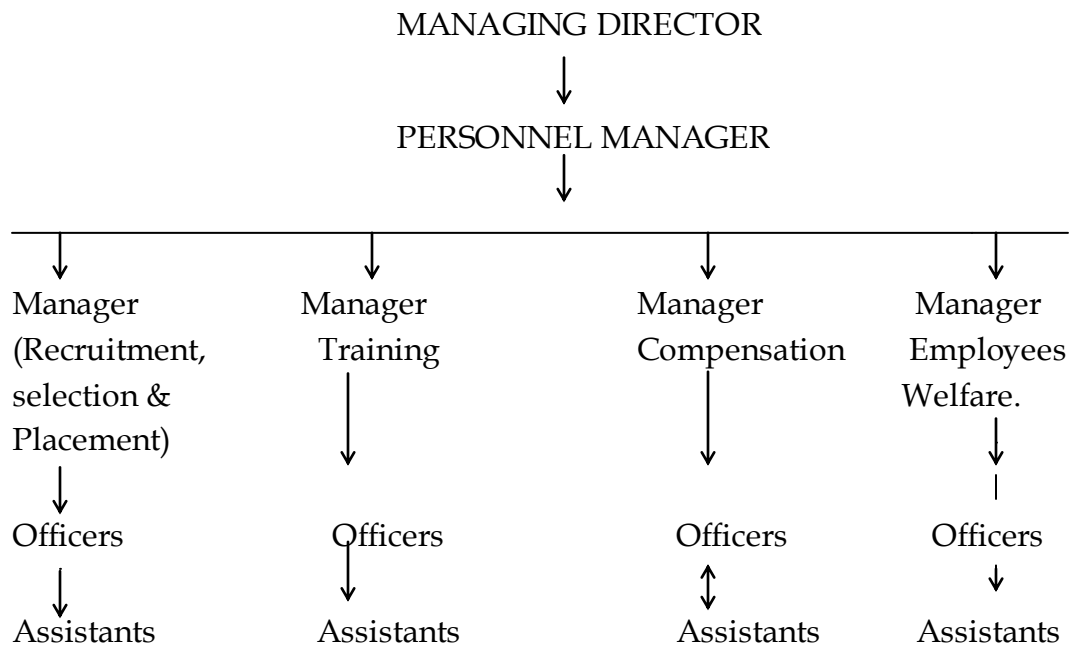 MANAGING DIRECTOR
PERSONNEL MANAGER
Manager Manager Manager Manager
(Recruitment, Training Compensation Employees
selection & Welfare.
Placement)
Officers Officers Officers Officers
Assistants Assistants Assistants Assistants